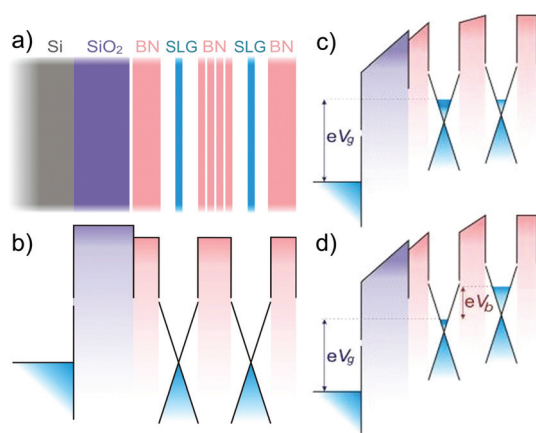 a)
Si SiO₂ BN SLG BN SLG BN
b)
c)
eVg
d)
eVb
eVg